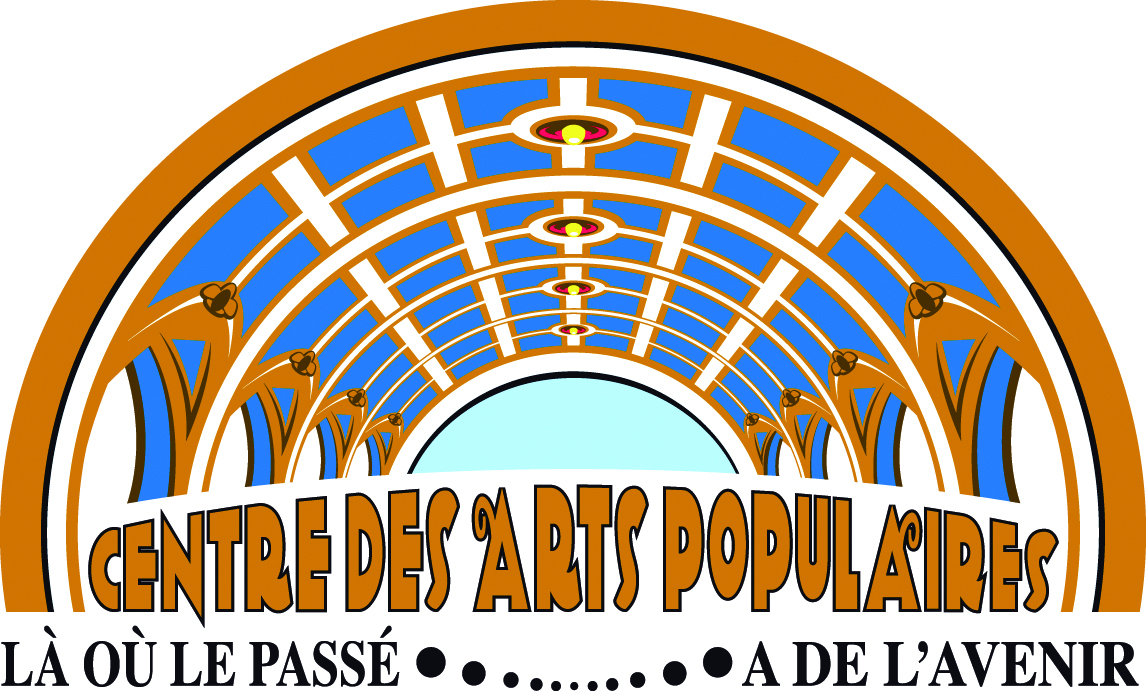 CENTRE DES ARTS POPULAIRES
LÀ OÙ LE PASSÉ ●●●.......●●● A DE L'AVENIR